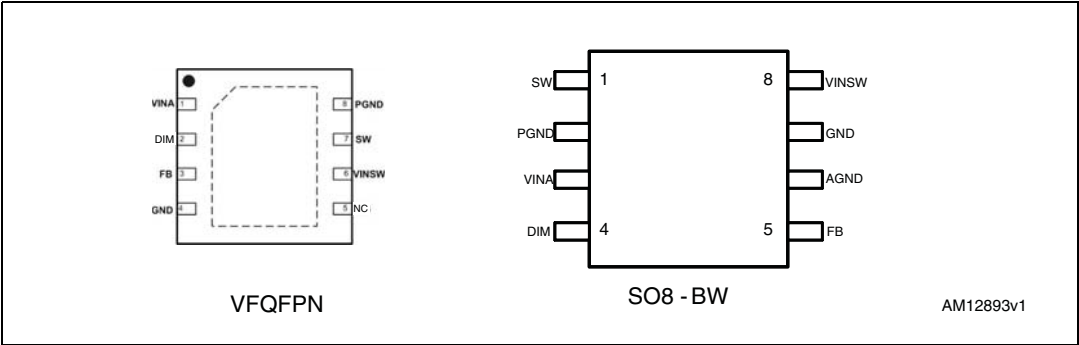 VINA 1 8 PGND
DIM 2 7 SW
FB 3 6 VINSW
GND 4 5 NC
VFQFPN
SW 1 8 VINSW
PGND GND
VINA AGND
DIM 4 5 FB
SO8 - BW
AM12893v1